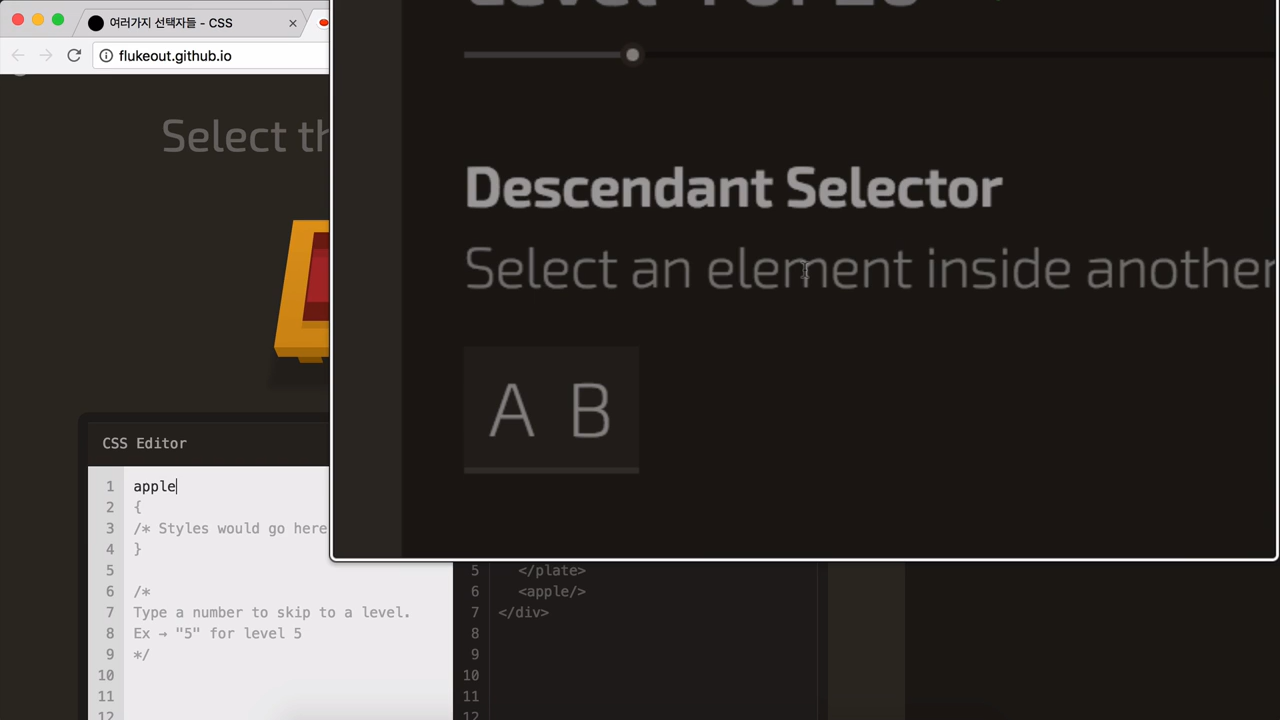 여러가지 선택자들 - CSS
flukeout.github.io
Select th
Descendant Selector
Select an element inside another
A B
CSS Editor
1 apple
2 {
3 /* Styles would go here
4 }
5
6 /*
7 Type a number to skip to a level.
8 Ex → "5" for level 5
9 */
10
11
12
5 </plate>
6 <apple/>
7 </div>
8
9
10
11
12